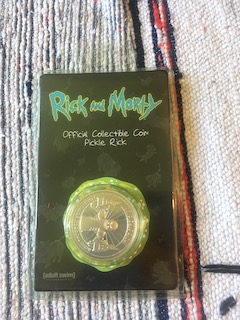 Rick and Morty
Official Collectible Coin
Pickle Rick
[adult swim]